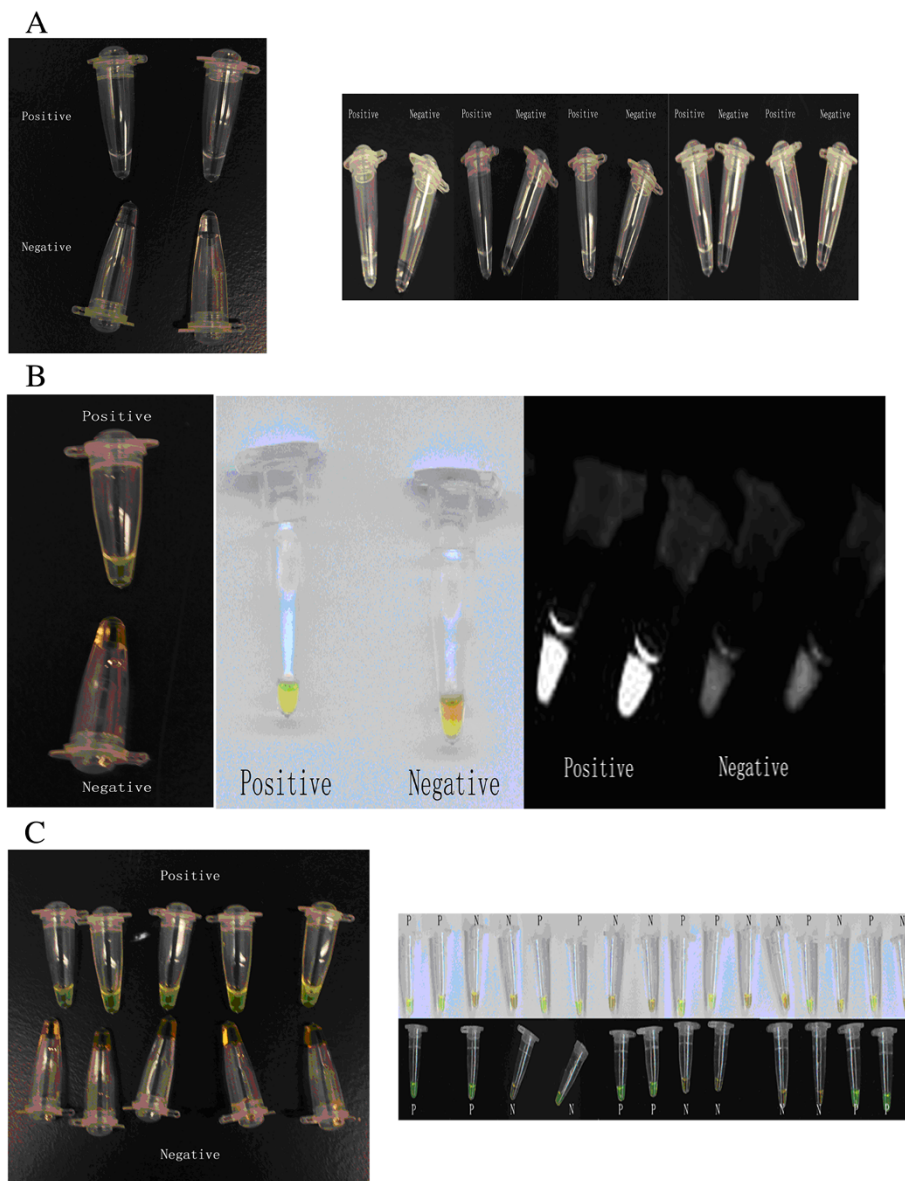 A
Positive
Negative
Positive Negative Positive Negative Positive Negative Positive Negative Positive Negative
B
Positive
Negative
Positive Negative
Positive Negative
C
Positive
Negative
P P N N P P N N P P N N P N P N
P P N N P P N N N N P P